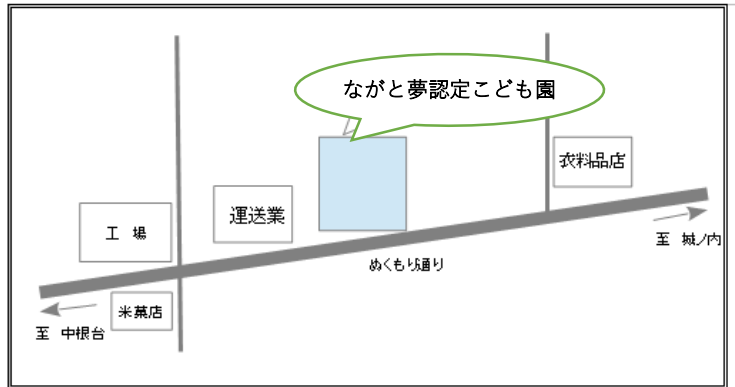 ながと夢認定こども園
衣料品店
運送業
工 場
至 城ノ内
ぬくもり通り
米菓店
至 中根台